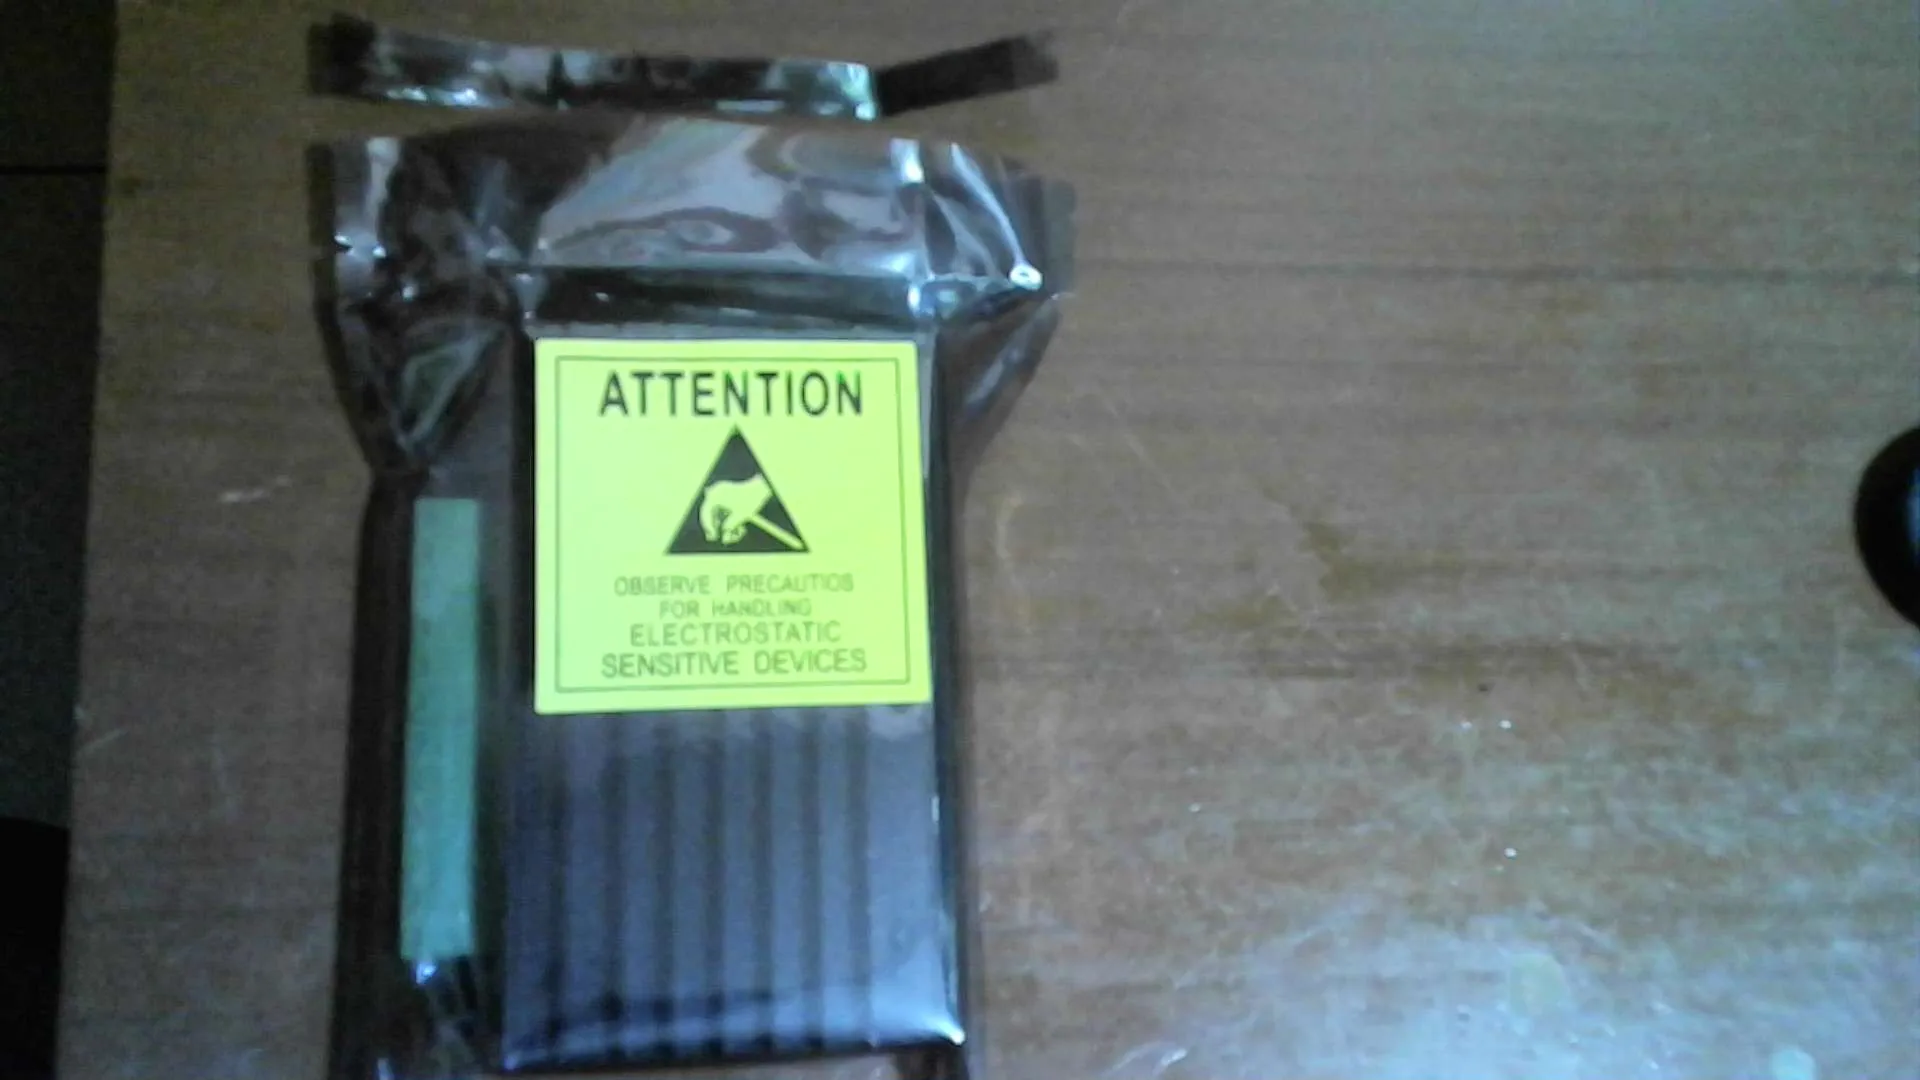 ATTENTION
OBSERVE PRECAUTIOS
FOR HANDLING
ELECTROSTATIC
SENSITIVE DEVICES